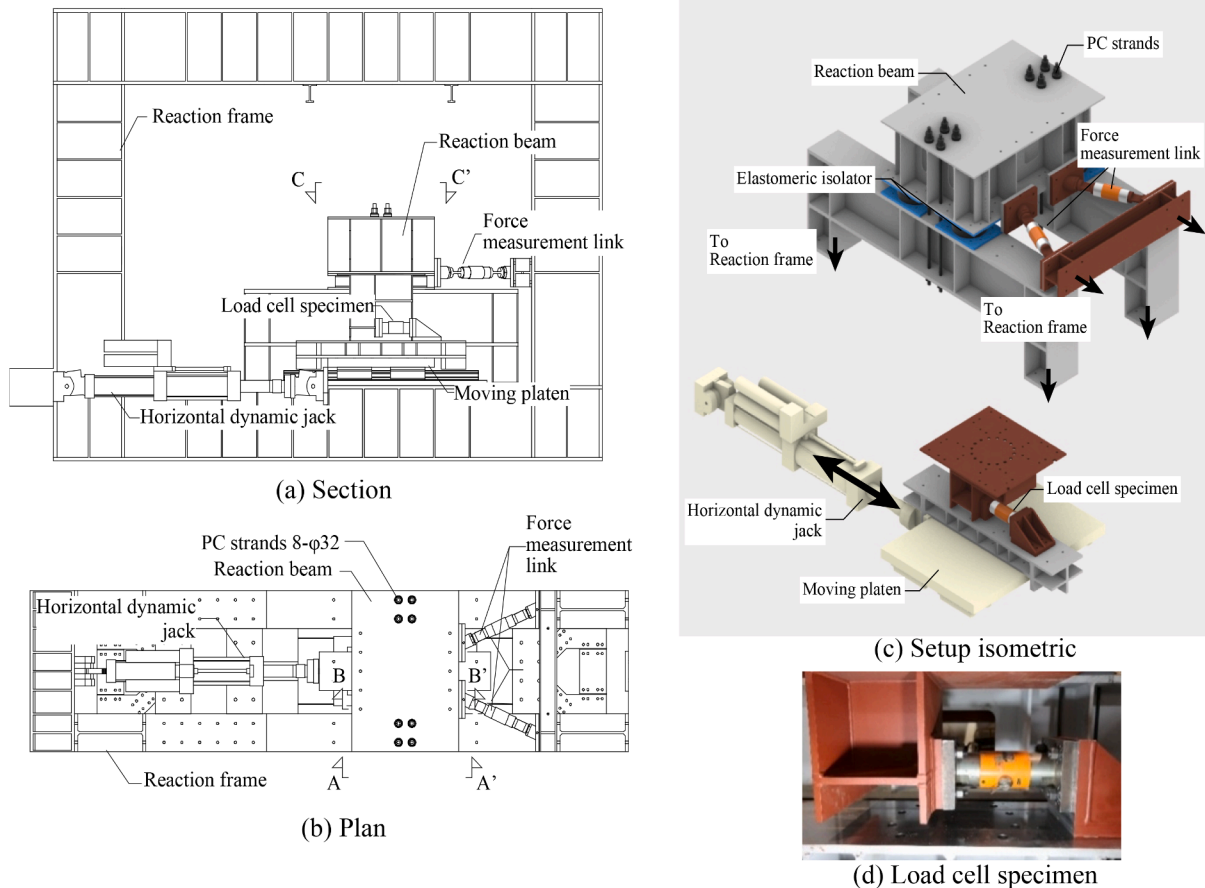 Reaction frame
Reaction beam
C
C'
Force
measurement link
Load cell specimen
Moving platen
Horizontal dynamic jack
(a) Section
PC strands 8-φ32
Reaction beam
Force
measurement
link
Horizontal dynamic
jack
B
B'
Reaction frame
A
A'
(b) Plan
PC strands
Reaction beam
Force
measurement link
Elastomeric isolator
To
Reaction frame
To
Reaction frame
Load cell specimen
Horizontal dynamic
jack
Moving platen
(c) Setup isometric
(d) Load cell specimen